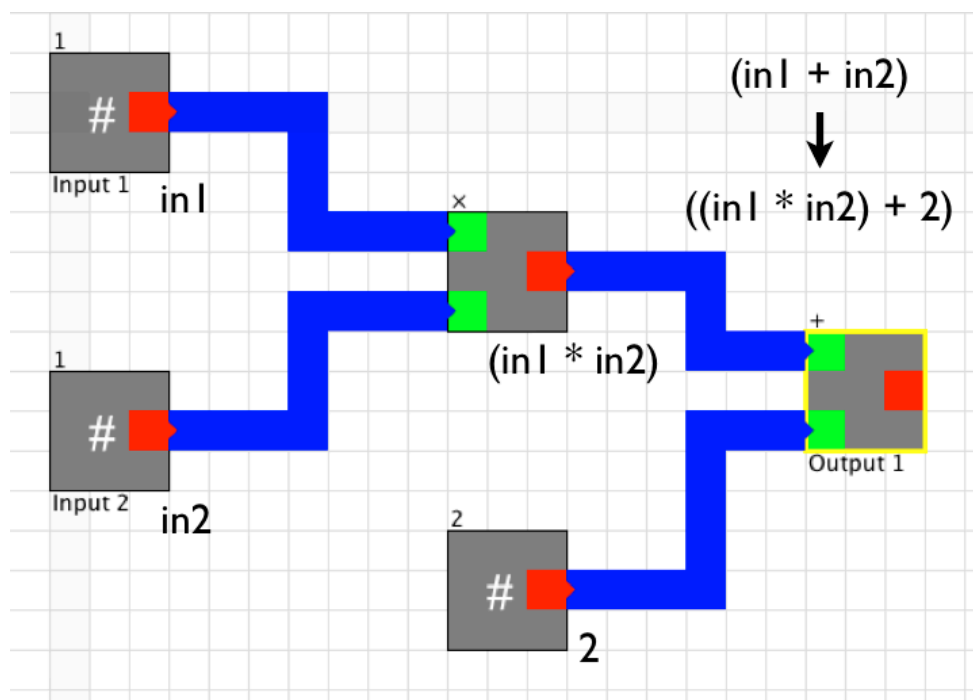 1
#
Input 1
in1
(in1 + in2)
((in1 * in2) + 2)
×
(in1 * in2)
+
Output 1
1
#
Input 2
in2
2
#
2